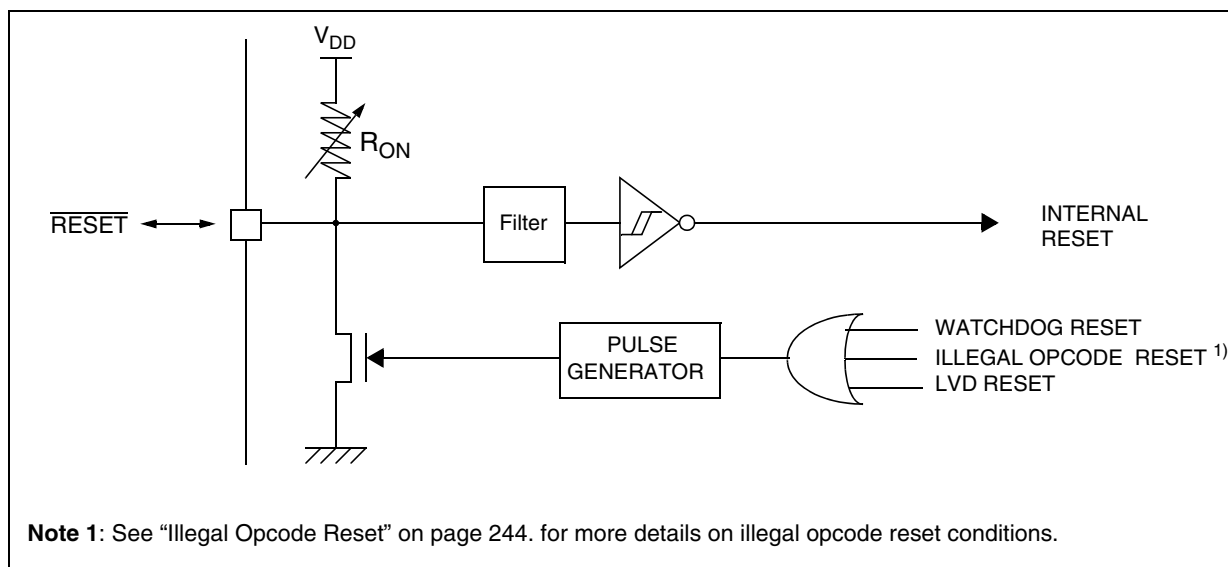 VDD
RON
RESET
Filter
INTERNAL
RESET
PULSE
GENERATOR
WATCHDOG RESET
ILLEGAL OPCODE RESET 1)
LVD RESET
Note 1: See “Illegal Opcode Reset” on page 244. for more details on illegal opcode reset conditions.